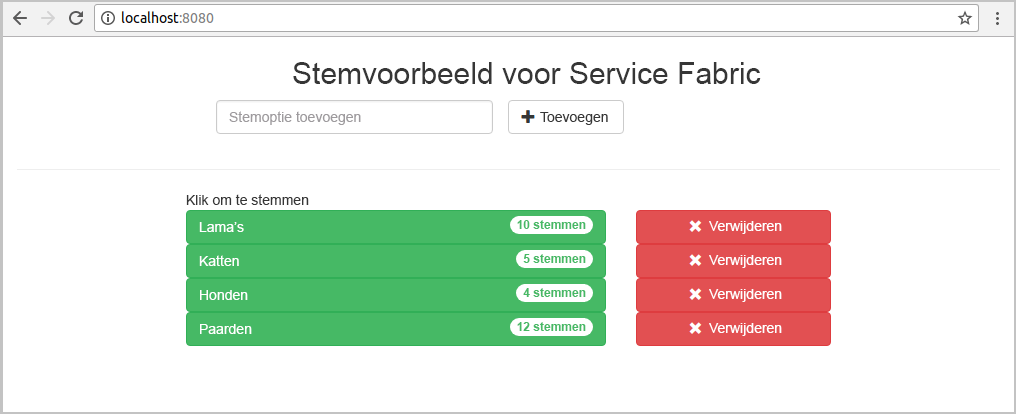 localhost:8080
Stemvoorbeeld voor Service Fabric
Stemoptie toevoegen Toevoegen
Klik om te stemmen
Lama's 10 stemmen Verwijderen
Katten 5 stemmen Verwijderen
Honden 4 stemmen Verwijderen
Paarden 12 stemmen Verwijderen